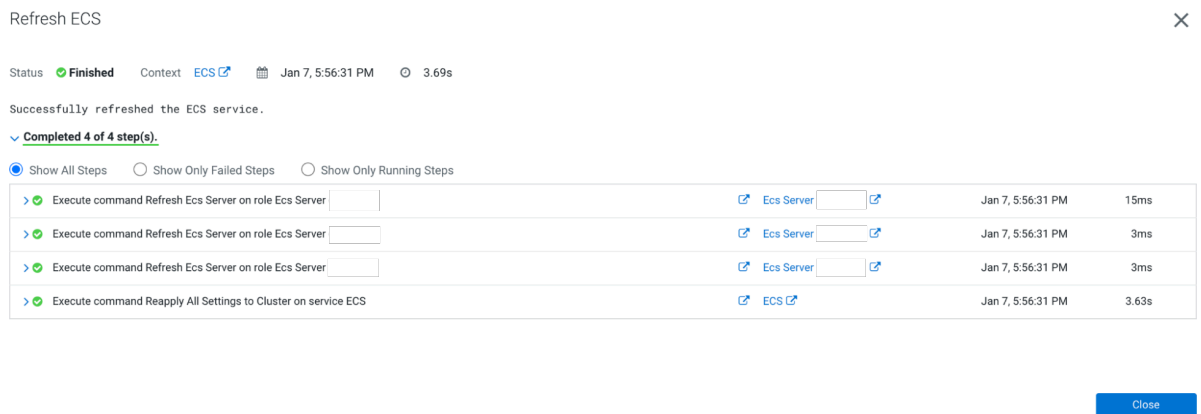 Refresh ECS
Status Finished Context ECS Jan 7, 5:56:31 PM 3.69s
Successfully refreshed the ECS service.
Completed 4 of 4 step(s).
Show All Steps Show Only Failed Steps Show Only Running Steps
Execute command Refresh Ecs Server on role Ecs Server Ecs Server Jan 7, 5:56:31 PM 15ms
Execute command Refresh Ecs Server on role Ecs Server Ecs Server Jan 7, 5:56:31 PM 3ms
Execute command Refresh Ecs Server on role Ecs Server Ecs Server Jan 7, 5:56:31 PM 3ms
Execute command Reapply All Settings to Cluster on service ECS ECS Jan 7, 5:56:31 PM 3.63s
Close